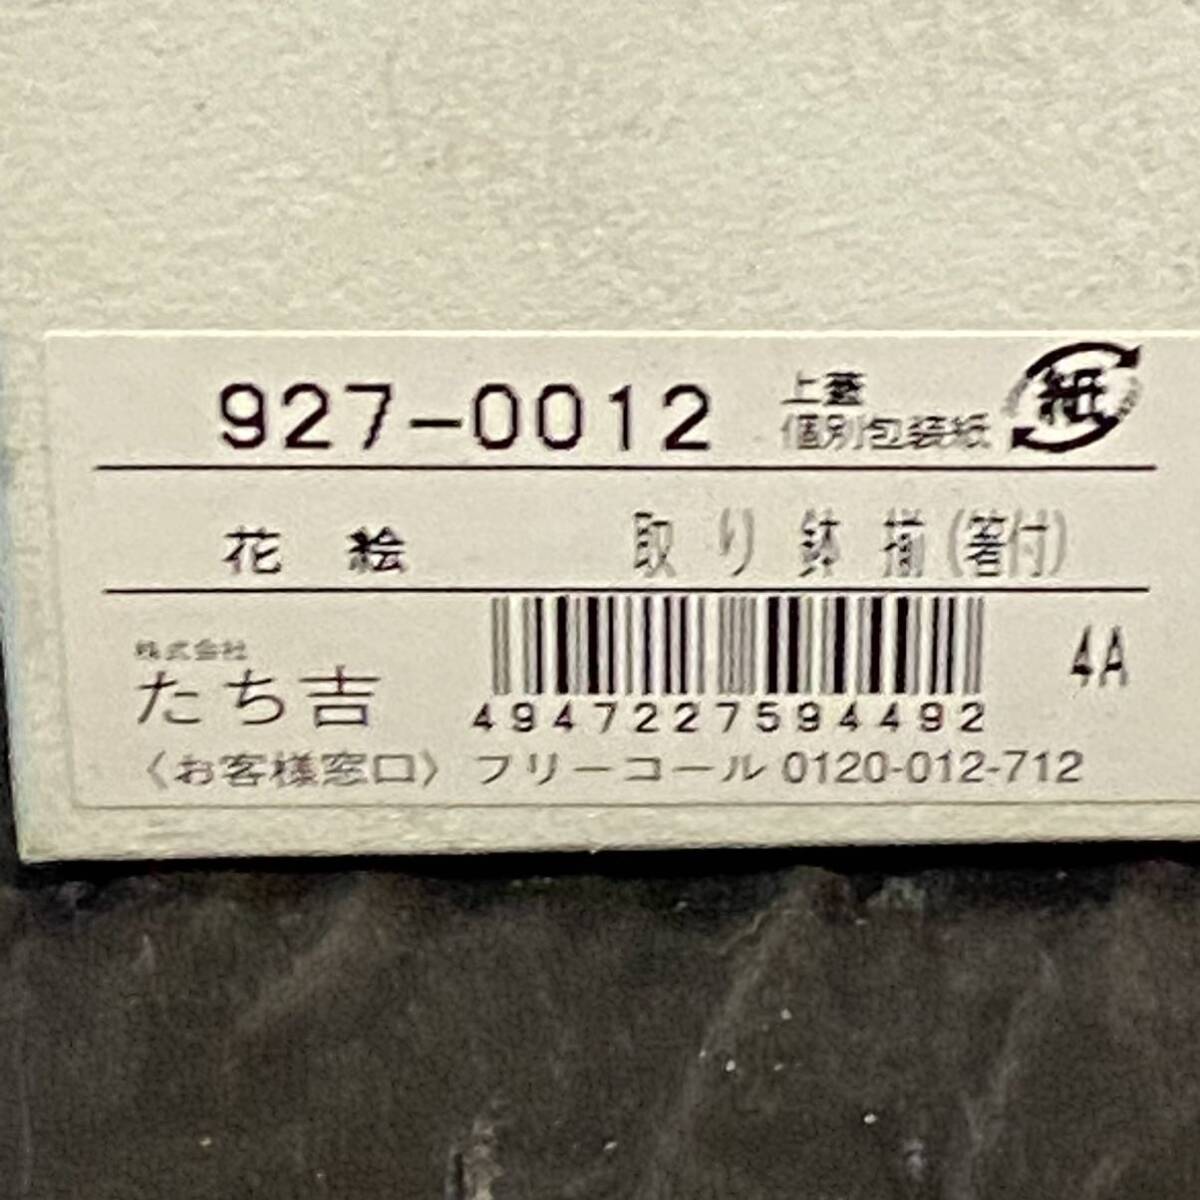 927-0012
上蓋
個別包装紙
紙
花絵 取り鉢揃(箸付)
株式会社
たち吉
4947227594492
4A
〈お客様窓口〉フリーコール 0120-012-712